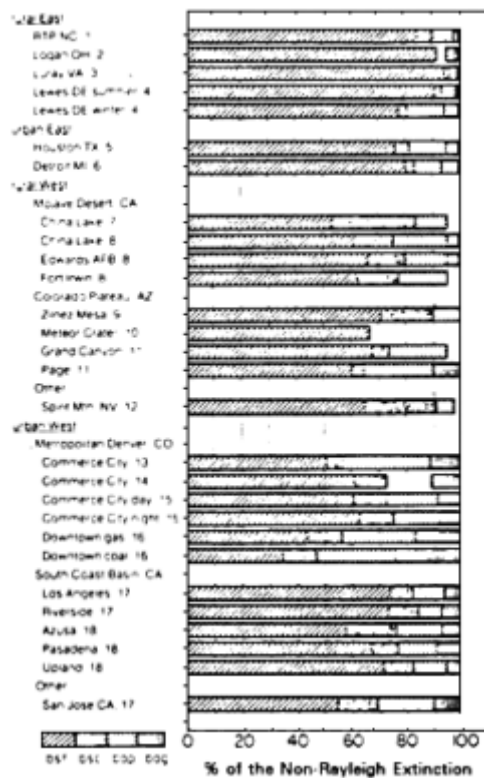 Rural East
RTP NC 1
Logan OH 2
Luray VA 3
Lewes DE summer 4
Lewes DE winter 4
Urban East
Houston TX 5
Detroit MI 6
Rural West
Mojave Desert CA
China Lake 7
China Lake 8
Edwards AFB 8
Fort Irwin 8
Colorado Plateau AZ
Zilnez Mesa 9
Meteor Crater 10
Grand Canyon 11
Page 11
Other
Spirit Mtn NV 12
Urban West
Metropolitan Denver CO
Commerce City 13
Commerce City 14
Commerce City day 15
Commerce City night 15
Downtown gas 16
Downtown coal 16
South Coast Basin CA
Los Angeles 17
Riverside 17
Azusa 18
Pasadena 18
Upland 18
Other
San Jose CA 17
0 20 40 60 80 100
% of the Non-Rayleigh Extinction